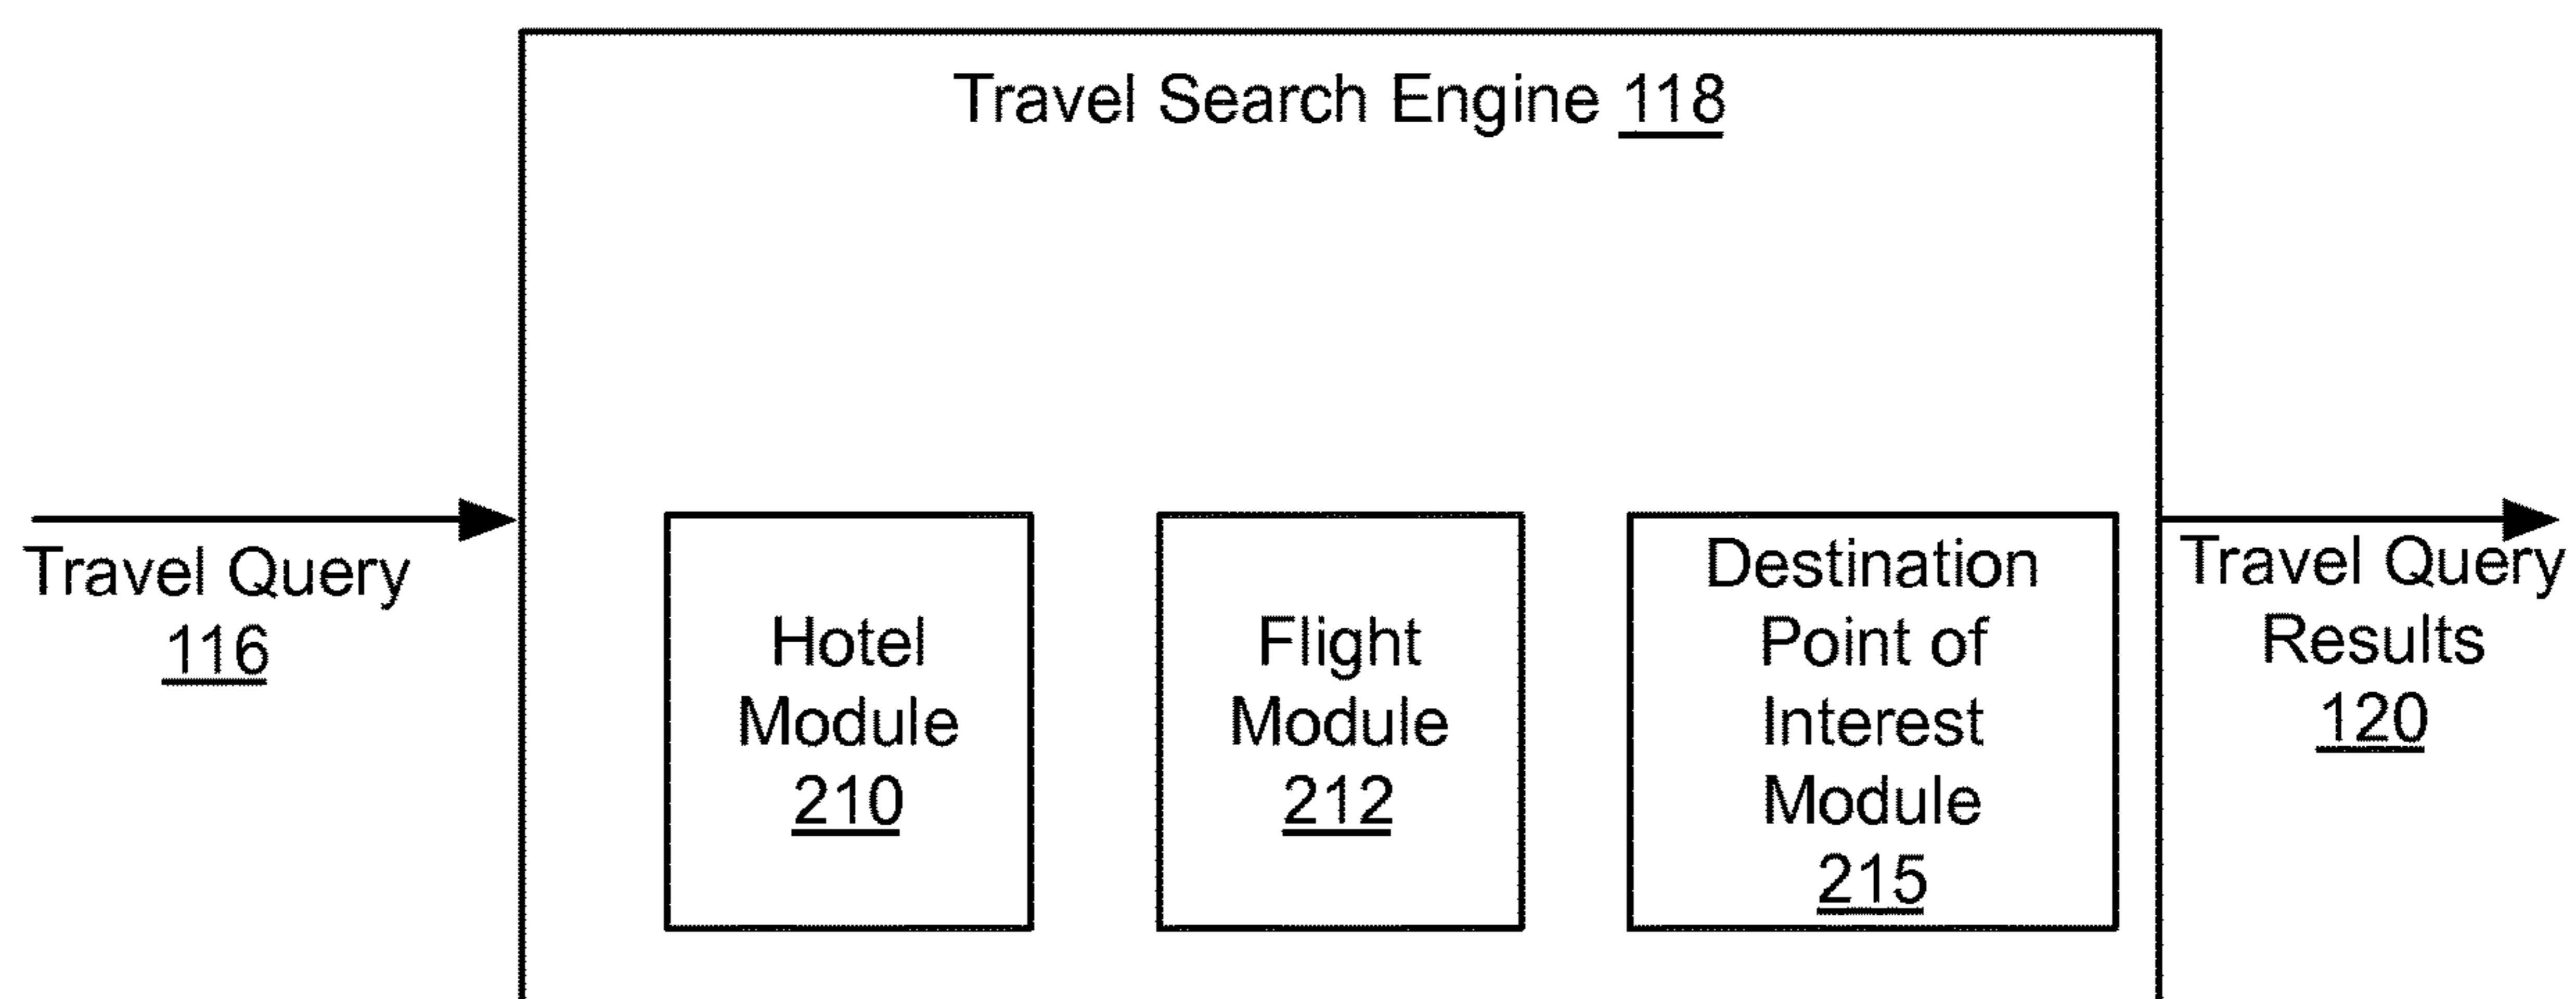 Travel Search Engine 118
Travel Query
116
Hotel
Module
210
Flight
Module
212
Destination
Point of
Interest
Module
215
Travel Query
Results
120